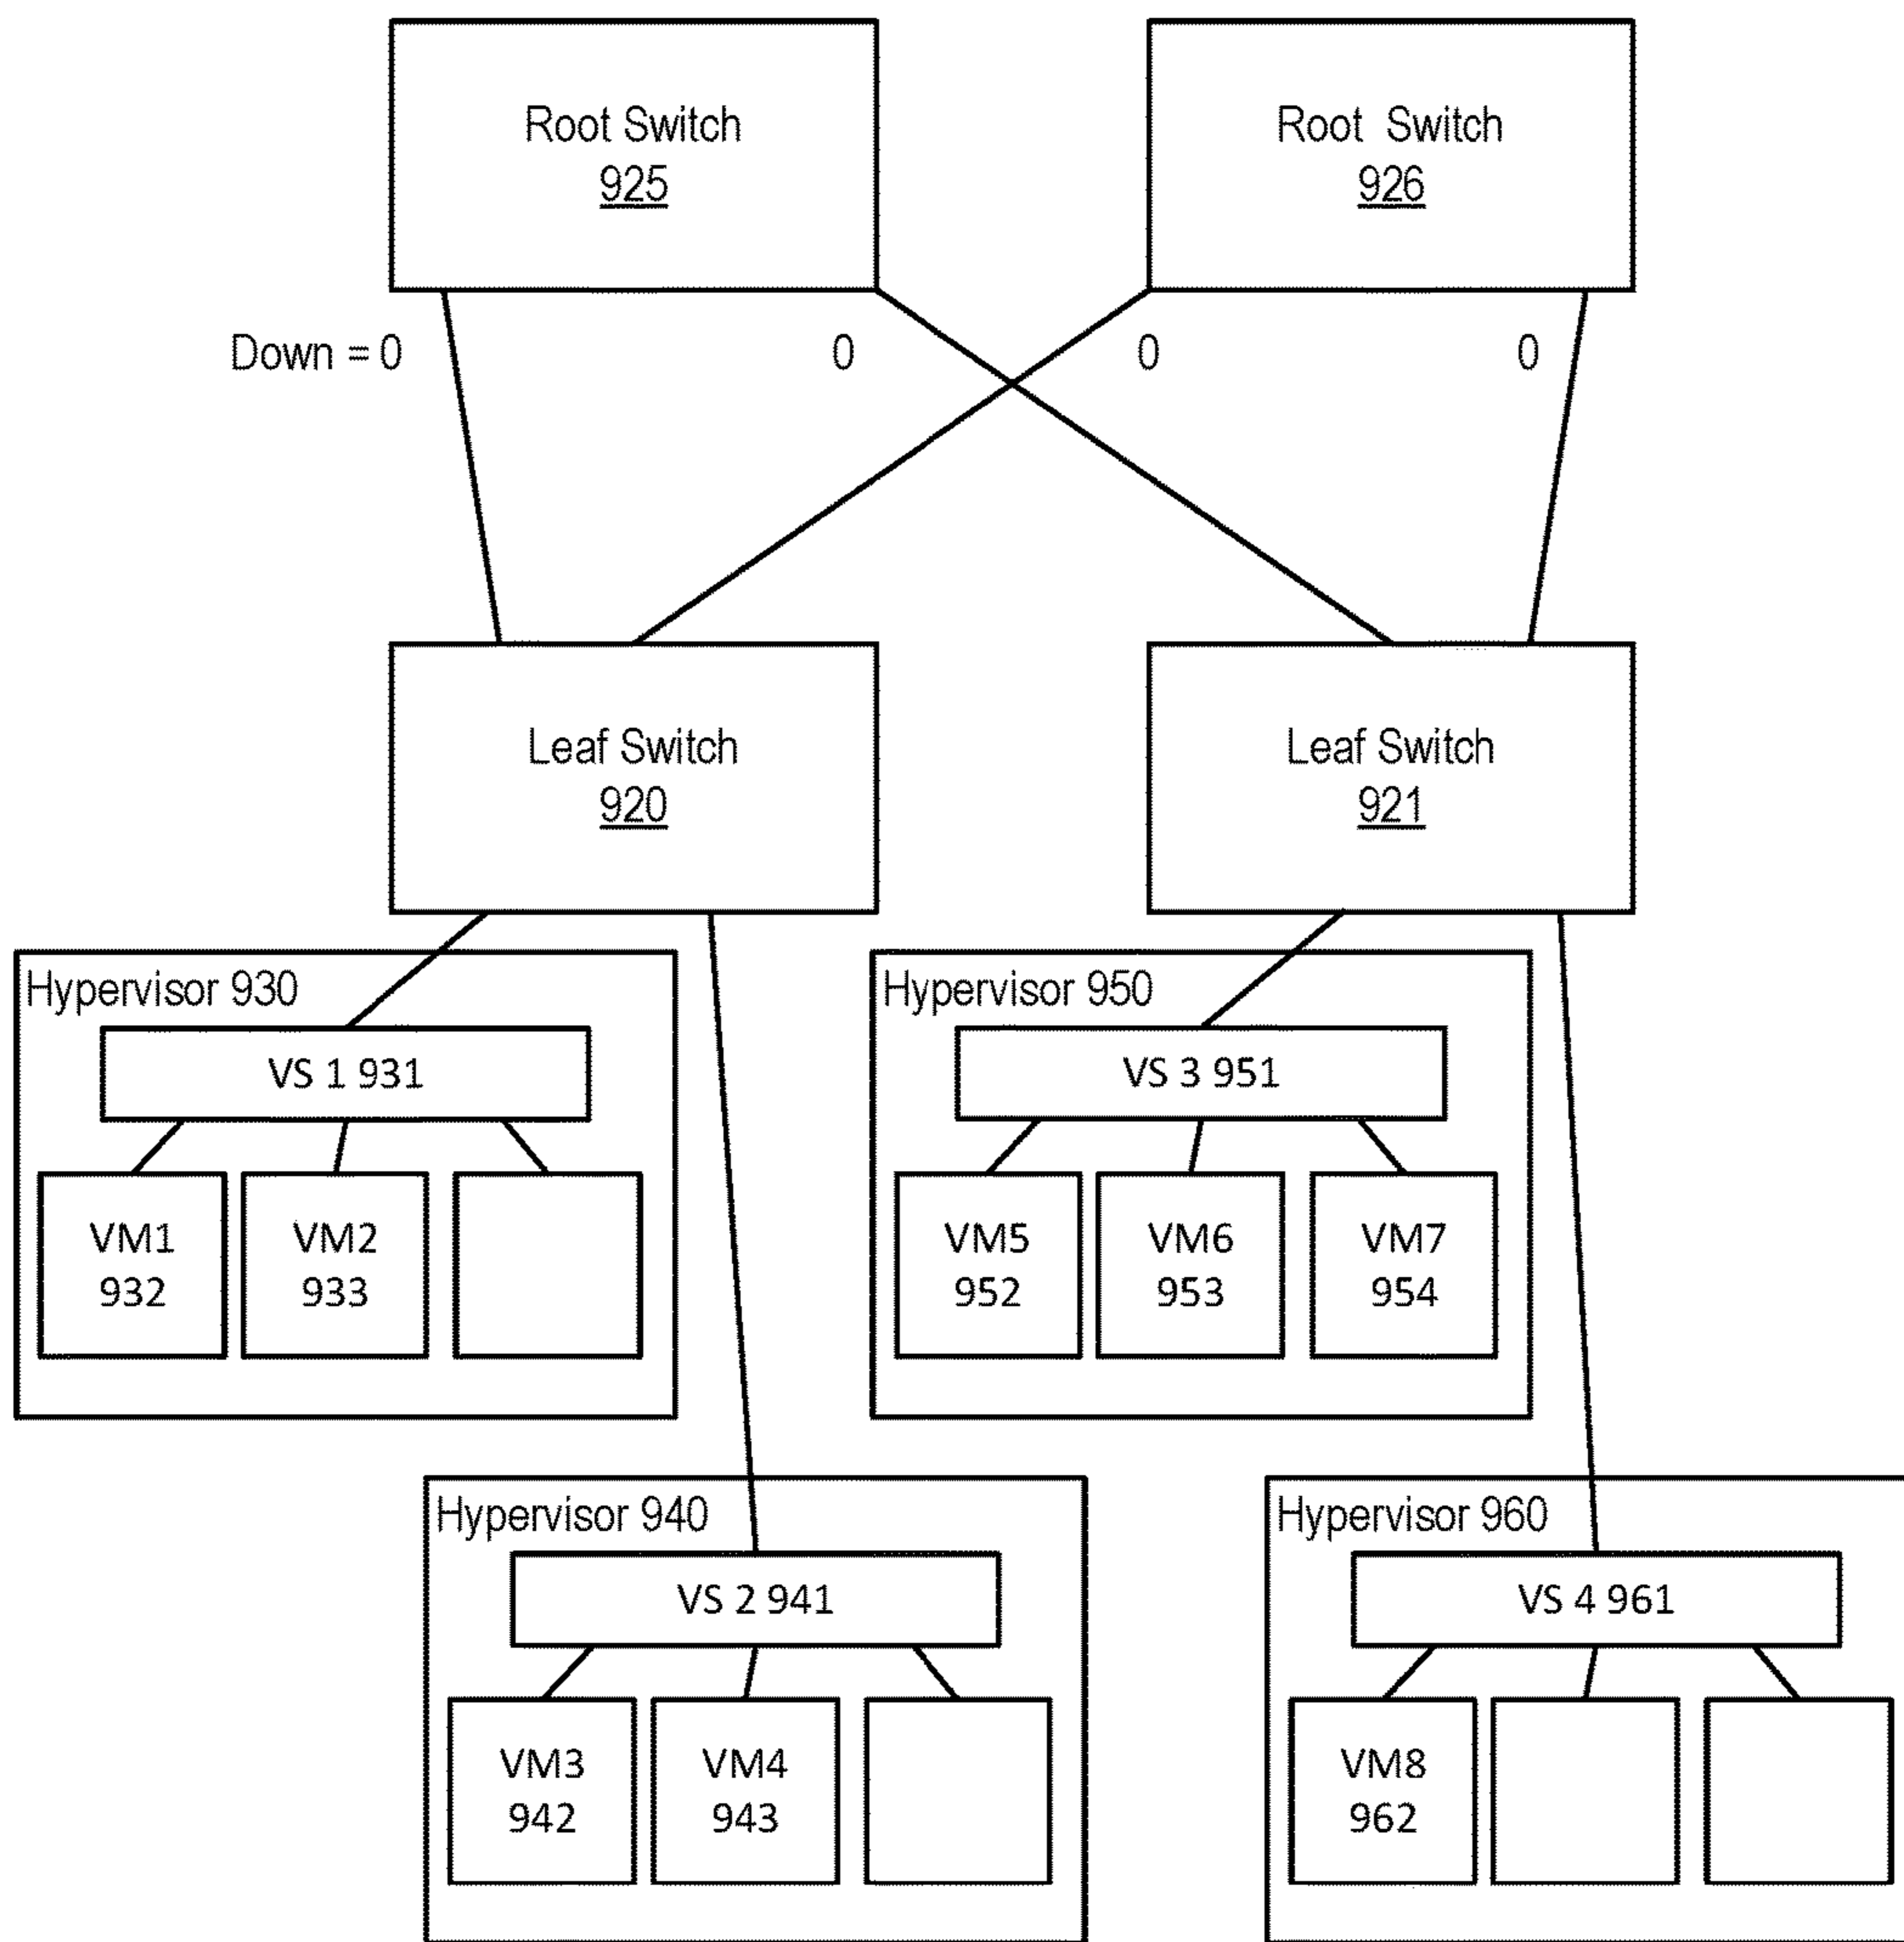 Root Switch
925
Root Switch
926
Down = 0
0
0
0
Leaf Switch
920
Leaf Switch
921
Hypervisor 930
VS 1 931
VM1
932
VM2
933
Hypervisor 950
VS 3 951
VM5
952
VM6
953
VM7
954
Hypervisor 940
VS 2 941
VM3
942
VM4
943
Hypervisor 960
VS 4 961
VM8
962